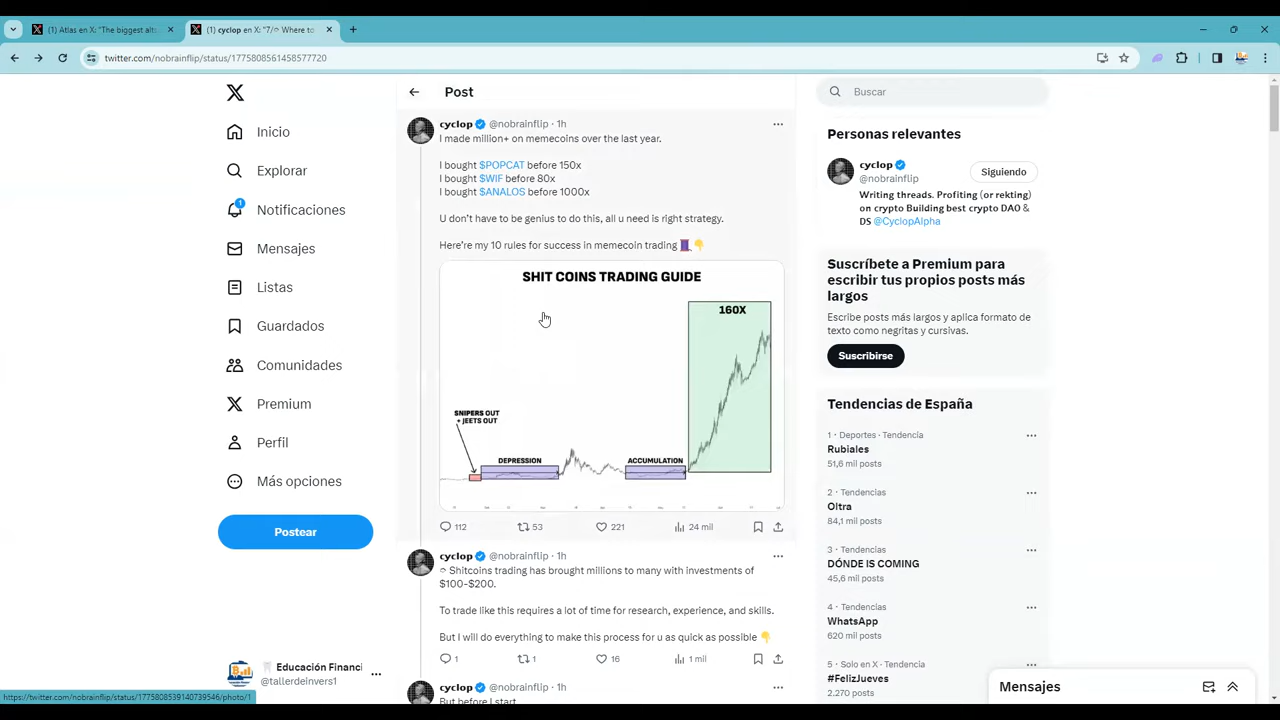 (1) Atlas en X: "The biggest alts
(1) cyclop en X: "7/ Where to
twitter.com/nobrainflip/status/1775808561458577720
Inicio
Explorar
1
Notificaciones
Mensajes
Listas
Guardados
Comunidades
Premium
Perfil
Más opciones
Postear
Educación Financi
@tallerdeinvers1
https://twitter.com/nobrainflip/status/1775808539140739546/photo/1
Post
cyclop @nobrainflip · 1h
I made million+ on memecoins over the last year.
I bought $POPCAT before 150x
I bought $WIF before 80x
I bought $ANALOS before 1000x
U don't have to be genius to do this, all u need is right strategy.
Here're my 10 rules for success in memecoin trading 🧵👇
SHIT COINS TRADING GUIDE
160X
SNIPERS OUT
+ JEETS OUT
DEPRESSION
ACCUMULATION
112 53 221 24 mil
cyclop @nobrainflip · 1h
Shitcoins trading has brought millions to many with investments of
$100-$200.
To trade like this requires a lot of time for research, experience, and skills.
But I will do everything to make this process for u as quick as possible 👇
1 1 16 1 mil
cyclop @nobrainflip · 1h
But before I start
Buscar
Personas relevantes
cyclop
@nobrainflip
Siguiendo
Writing threads. Profiting (or rekting)
on crypto Building best crypto DAO &
DS @CyclopAlpha
Suscríbete a Premium para
escribir tus propios posts más
largos
Escribe posts más largos y aplica formato de
texto como negritas y cursivas.
Suscribirse
Tendencias de España
1 · Deportes · Tendencia
Rubiales
51,6 mil posts
2 · Tendencias
Oltra
84,1 mil posts
3 · Tendencias
DÓNDE IS COMING
45,6 mil posts
4 · Tendencias
WhatsApp
620 mil posts
5 · Solo en X · Tendencia
#FelizJueves
2.270 posts
Mensajes